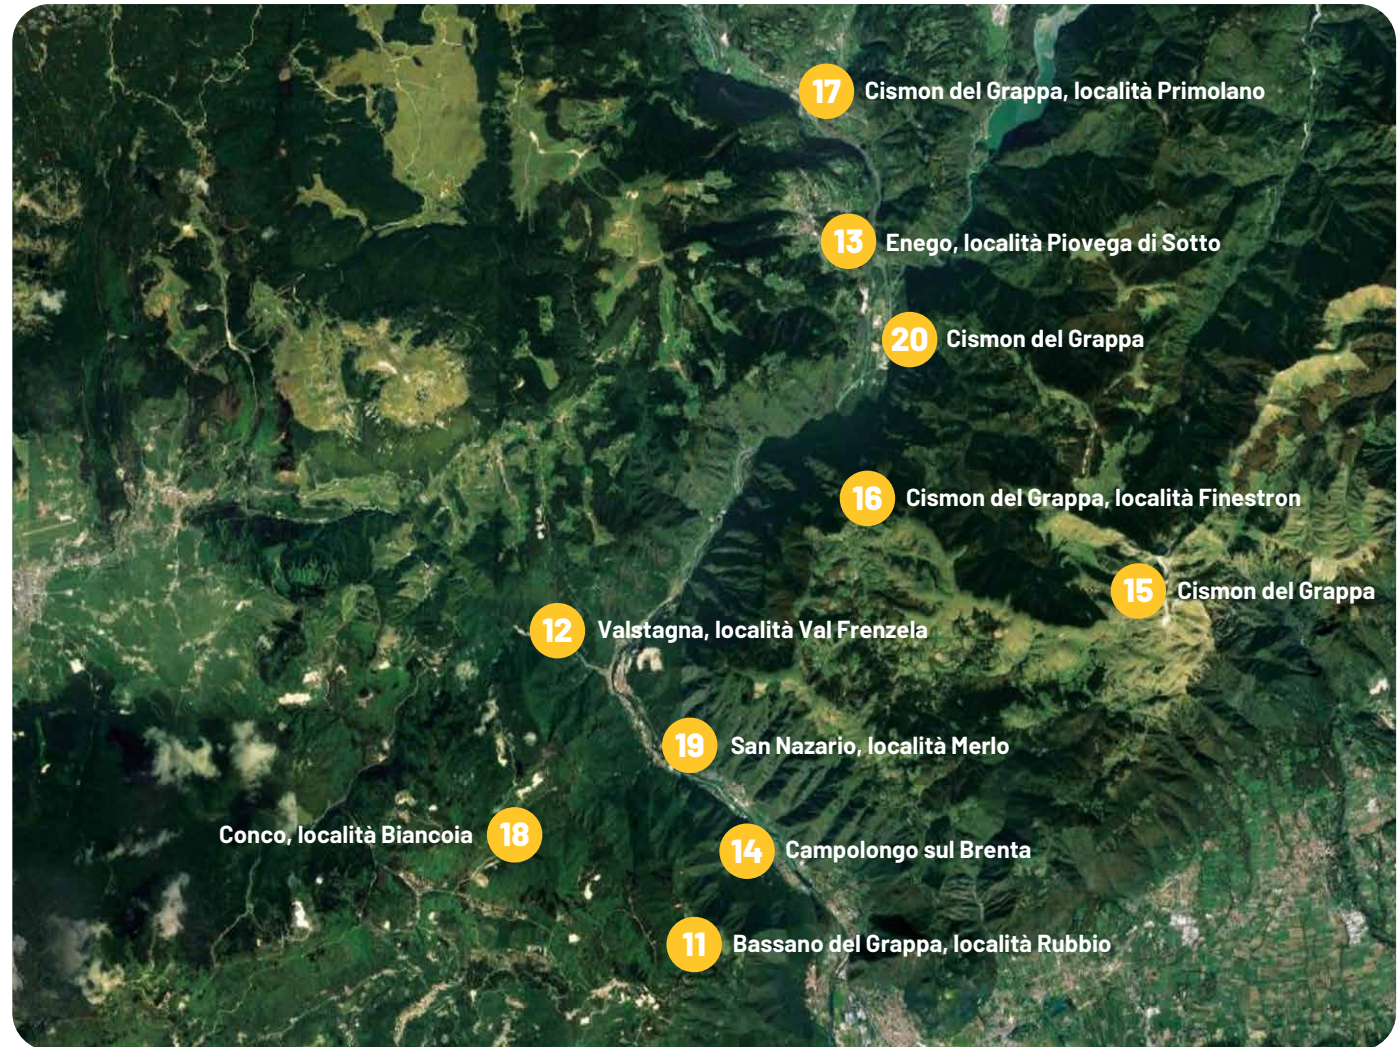 17 Cismon del Grappa, località Primolano
13 Enego, località Piovega di Sotto
20 Cismon del Grappa
16 Cismon del Grappa, località Finestron
15 Cismon del Grappa
12 Valstagna, località Val Frenzela
19 San Nazario, località Merlo
Conco, località Biancoia 18
14 Campolongo sul Brenta
11 Bassano del Grappa, località Rubbio